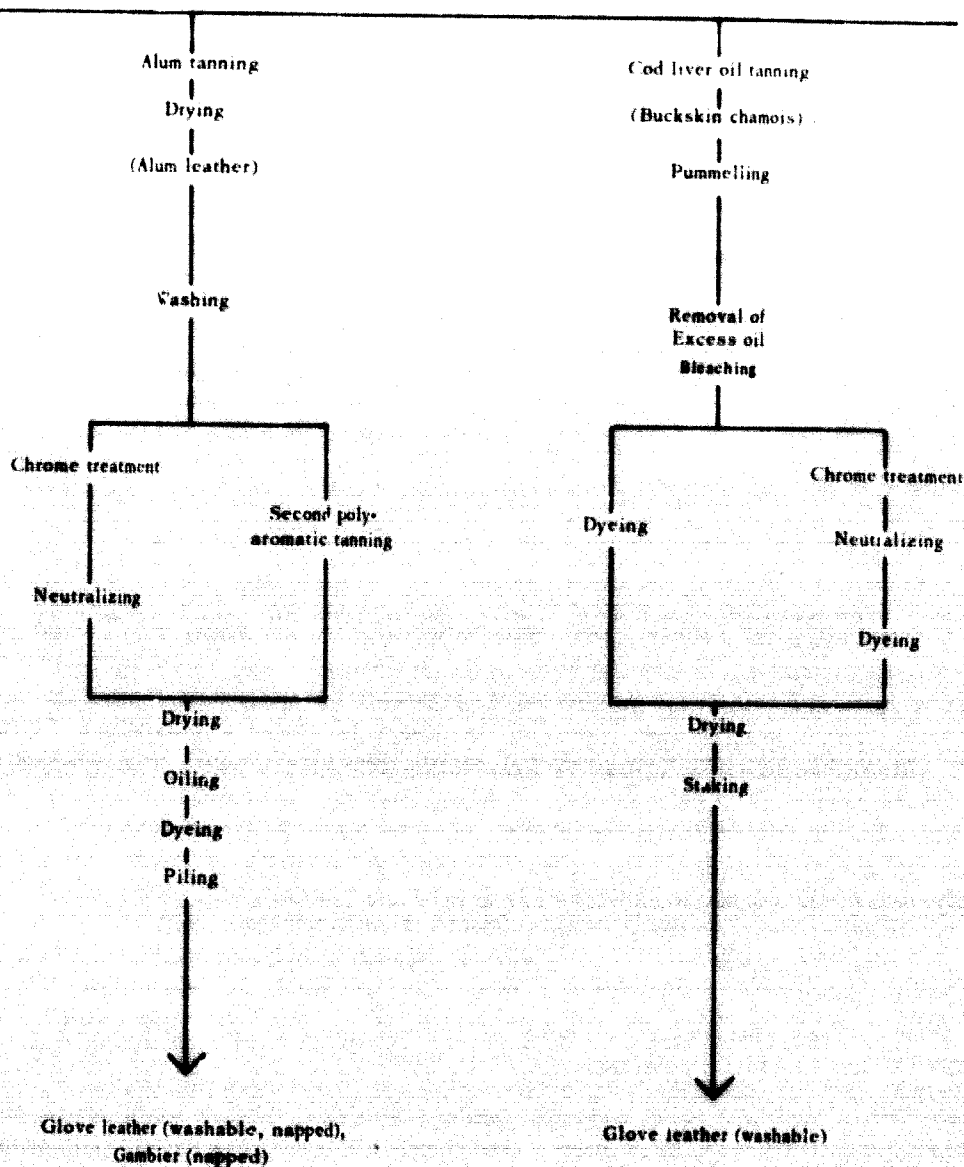 Alum tanning
Drying
(Alum leather)
Washing
Chrome treatment
Second poly-
aromatic tanning
Neutralizing
Drying
Oiling
Dyeing
Piling
Glove leather (washable, napped),
Gambier (napped)
Cod liver oil tanning
(Buckskin chamois)
Pummelling
Removal of
Excess oil
Bleaching
Dyeing
Chrome treatment
Neutralizing
Dyeing
Drying
Staking
Glove leather (washable)